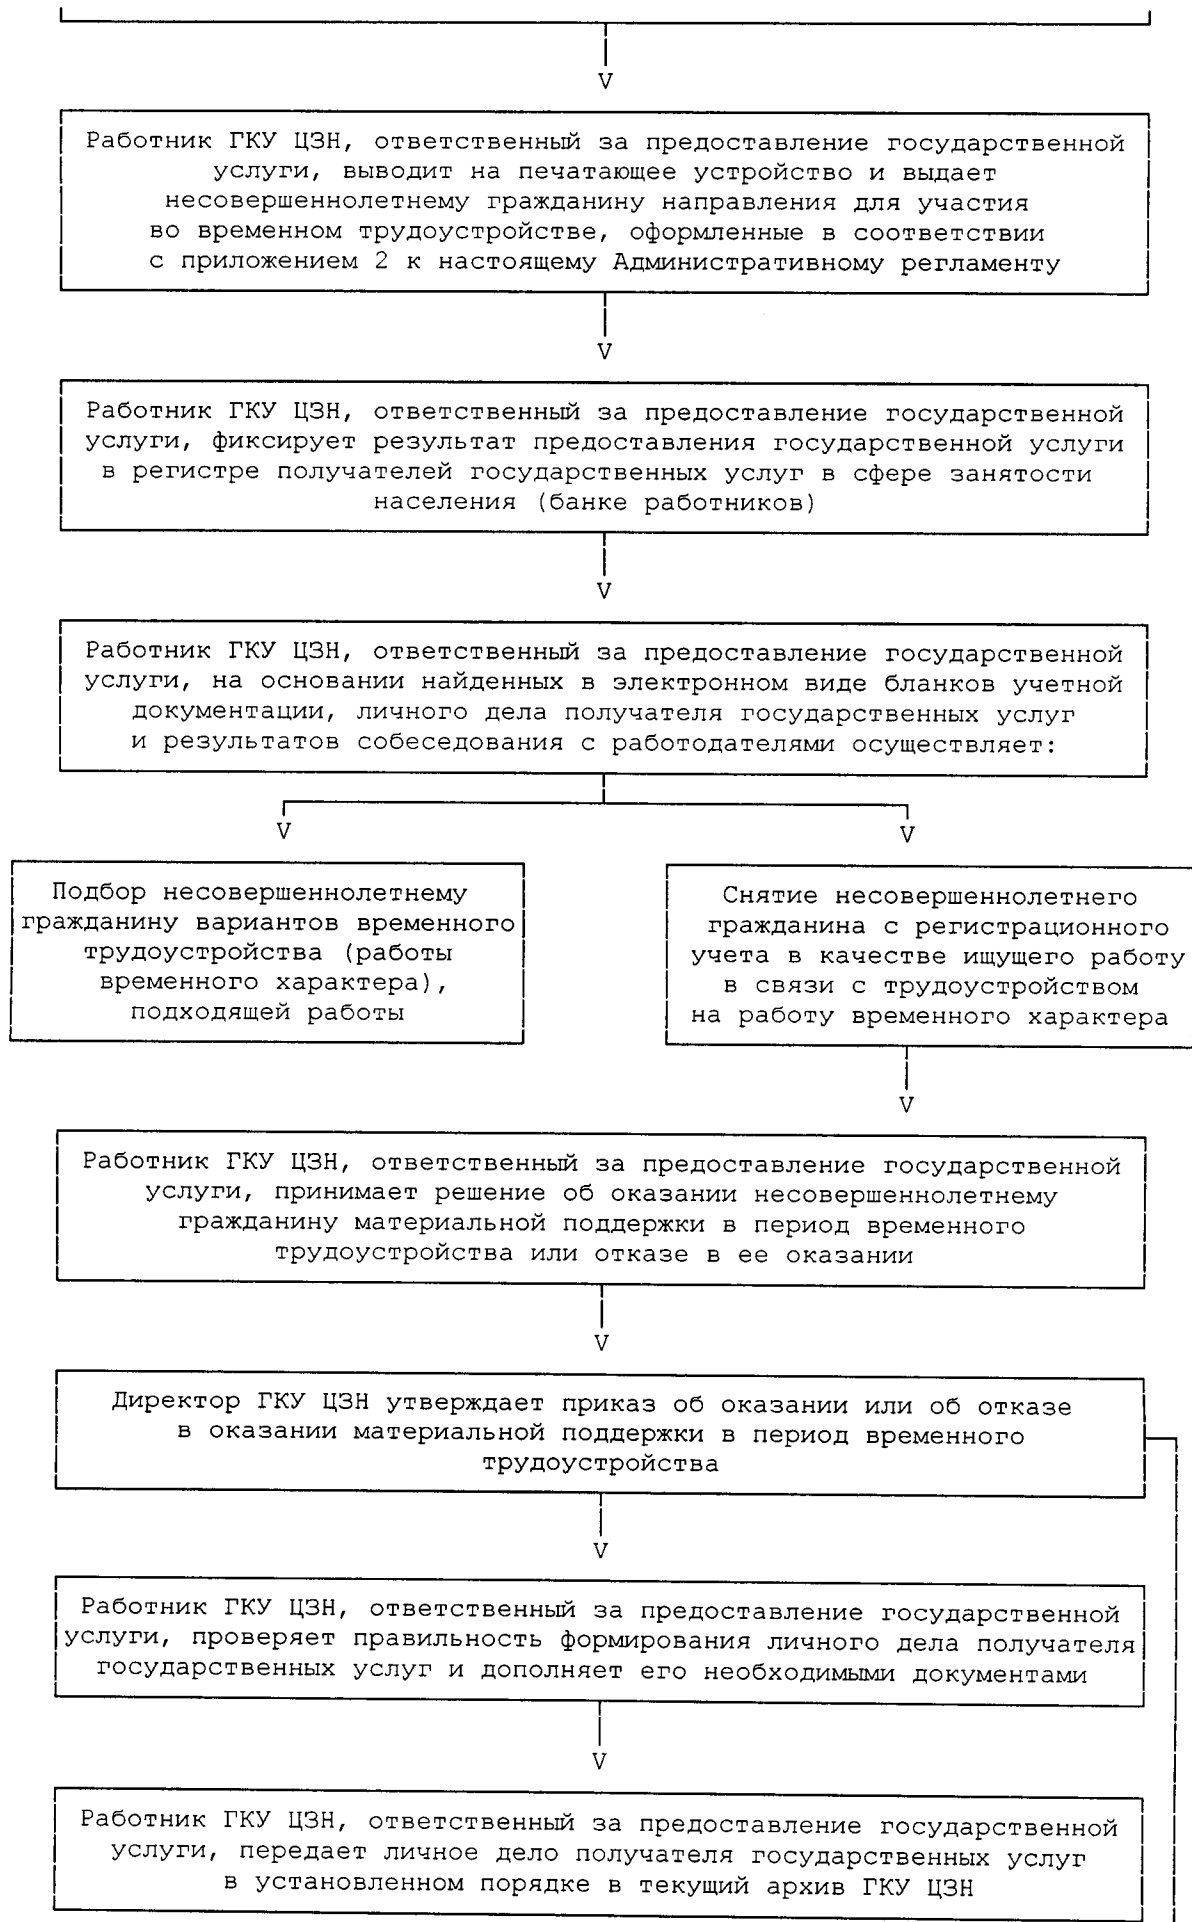 V
Работник ГКУ ЦЗН, ответственный за предоставление государственной
услуги, выводит на печатающее устройство и выдает
несовершеннолетнему гражданину направления для участия
во временном трудоустройстве, оформленные в соответствии
с приложением 2 к настоящему Административному регламенту
V
Работник ГКУ ЦЗН, ответственный за предоставление государственной
услуги, фиксирует результат предоставления государственной услуги
в регистре получателей государственных услуг в сфере занятости
населения (банке работников)
V
Работник ГКУ ЦЗН, ответственный за предоставление государственной
услуги, на основании найденных в электронном виде бланков учетной
документации, личного дела получателя государственных услуг
и результатов собеседования с работодателями осуществляет:
V
V
Подбор несовершеннолетнему
гражданину вариантов временного
трудоустройства (работы
временного характера),
подходящей работы
Снятие несовершеннолетнего
гражданина с регистрационного
учета в качестве ищущего работу
в связи с трудоустройством
на работу временного характера
V
Работник ГКУ ЦЗН, ответственный за предоставление государственной
услуги, принимает решение об оказании несовершеннолетнему
гражданину материальной поддержки в период временного
трудоустройства или отказе в ее оказании
V
Директор ГКУ ЦЗН утверждает приказ об оказании или об отказе
в оказании материальной поддержки в период временного
трудоустройства
V
Работник ГКУ ЦЗН, ответственный за предоставление государственной
услуги, проверяет правильность формирования личного дела получателя
государственных услуг и дополняет его необходимыми документами
V
Работник ГКУ ЦЗН, ответственный за предоставление государственной
услуги, передает личное дело получателя государственных услуг
в установленном порядке в текущий архив ГКУ ЦЗН